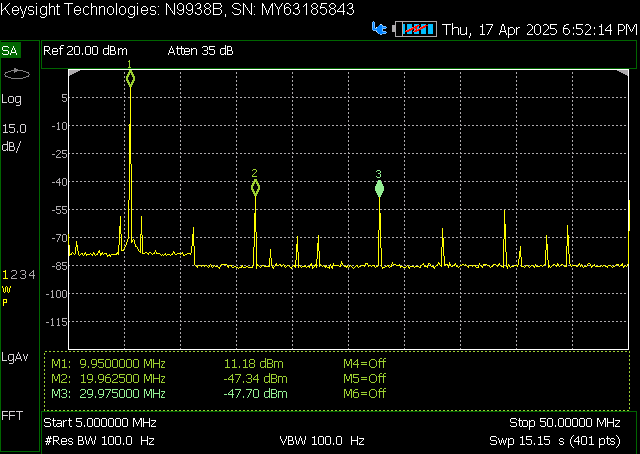 Keysight Technologies: N9938B, SN: MY63185843
Thu, 17 Apr 2025 6:52:14 PM
SA
Ref 20.00 dBm Atten 35 dB
Log
15.0
dB/
1
2
3
5
-10
-25
-40
-55
-70
-85
-100
-115
1 2 3 4
W
P
LgAv
FFT
M1: 9.9500000 MHz 11.18 dBm M4=Off
M2: 19.962500 MHz -47.34 dBm M5=Off
M3: 29.975000 MHz -47.70 dBm M6=Off
Start 5.000000 MHz Stop 50.00000 MHz
#Res BW 100.0 Hz VBW 100.0 Hz Swp 15.15 s (401 pts)